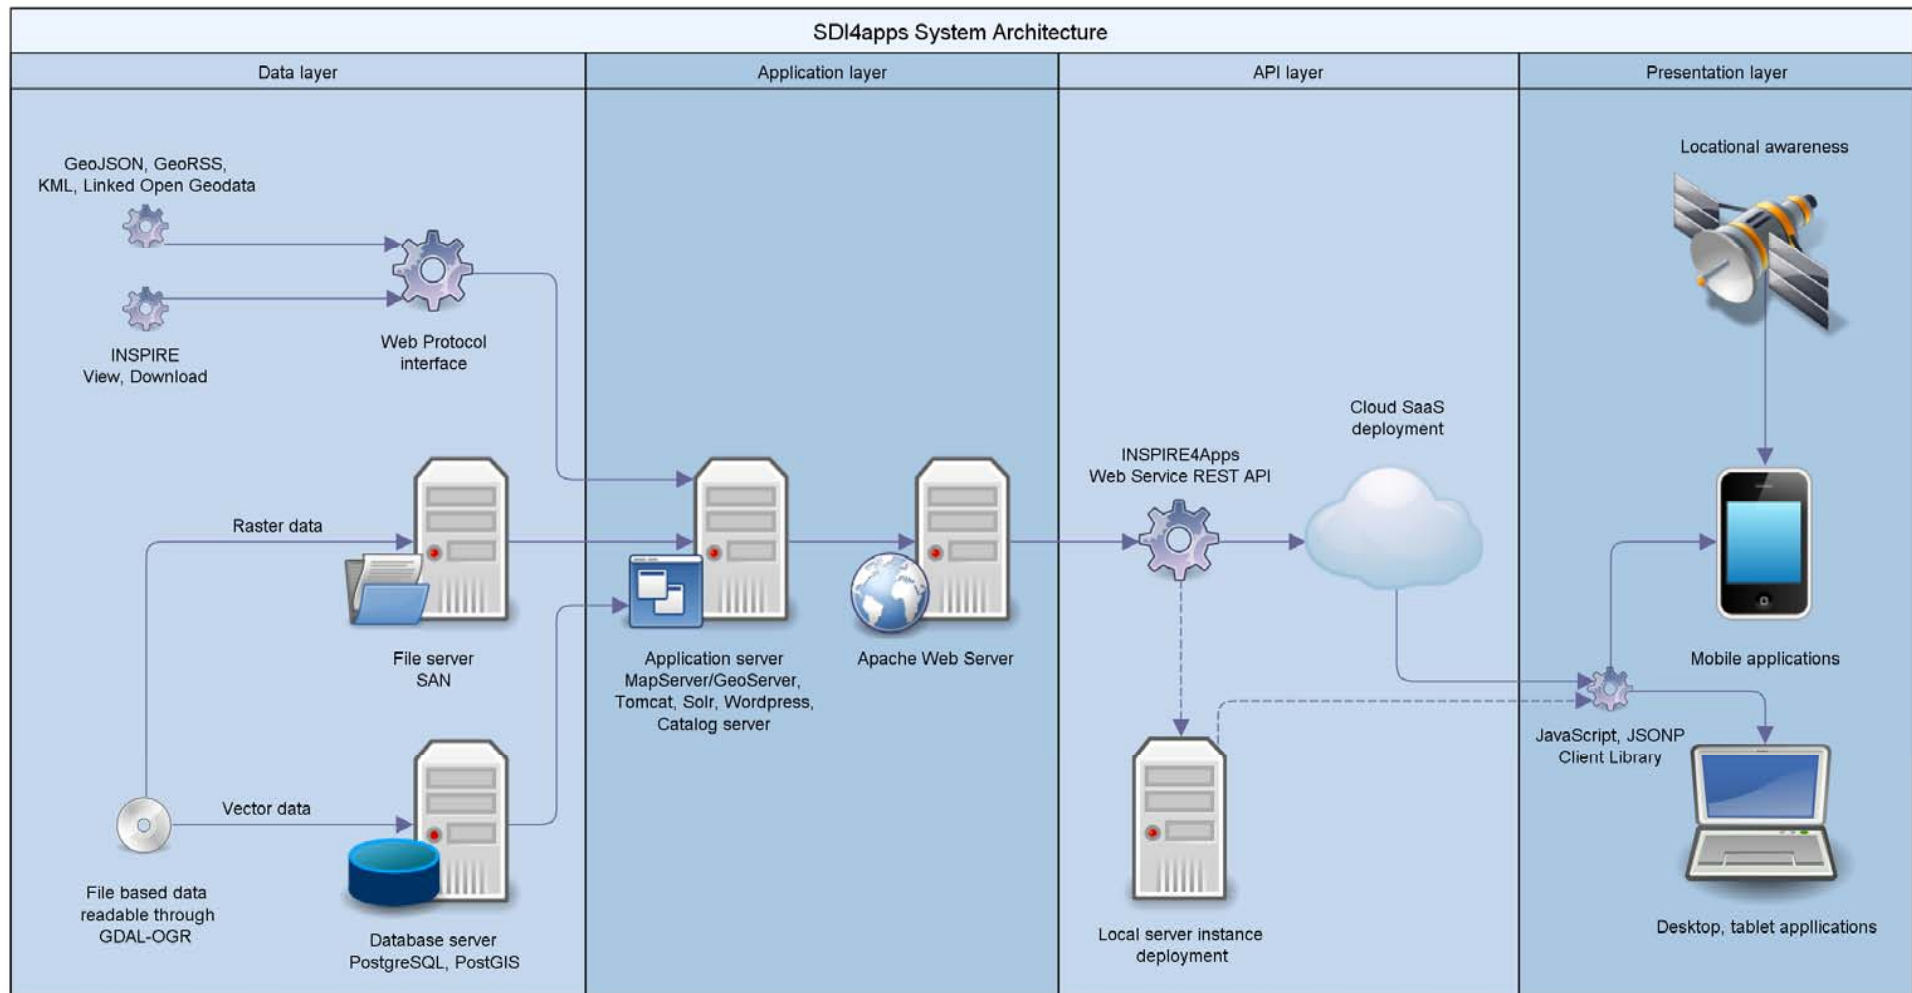 SDI4apps System Architecture
Data layer
Application layer
API layer
Presentation layer
GeoJSON, GeoRSS,
KML, Linked Open Geodata
INSPIRE
View, Download
Web Protocol
interface
Raster data
File server
SAN
Vector data
File based data
readable through
GDAL-OGR
Database server
PostgreSQL, PostGIS
Application server
MapServer/GeoServer,
Tomcat, Solr, Wordpress,
Catalog server
Apache Web Server
INSPIRE4Apps
Web Service REST API
Cloud SaaS
deployment
Local server instance
deployment
Locational awareness
Mobile applications
JavaScript, JSONP
Client Library
Desktop, tablet appllications